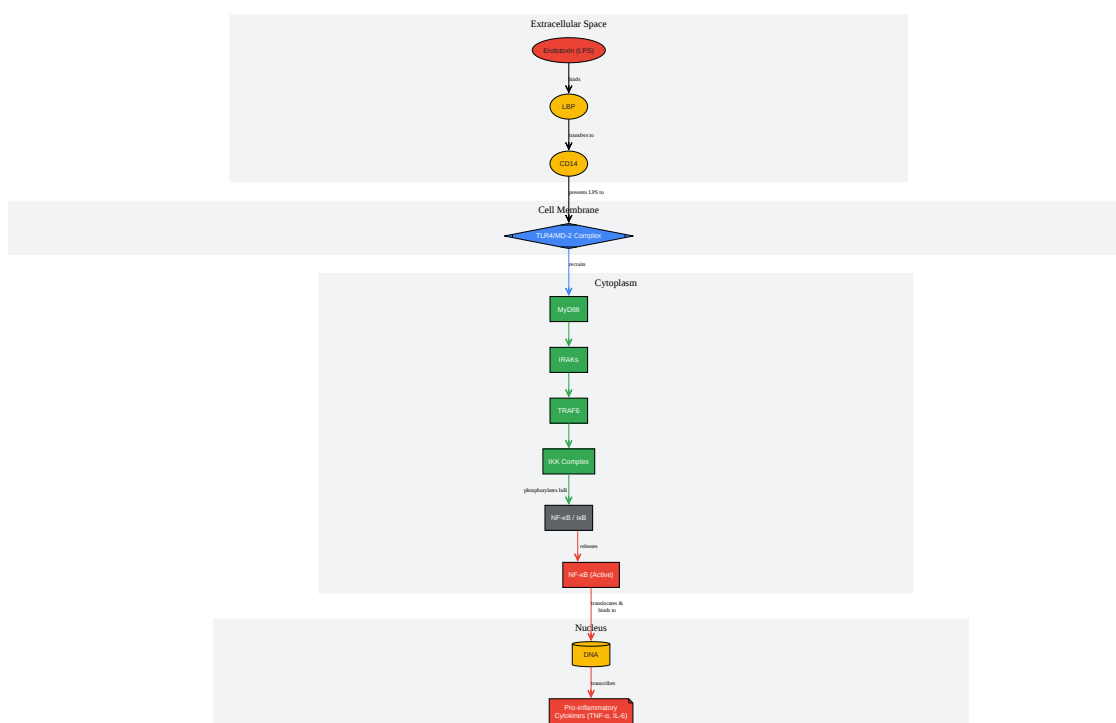 Extracellular Space
Endotoxin (LPS)
binds
LBP
transfers to
CD14
presents LPS to
Cell Membrane
TLR4/MD-2 Complex
recruits
Cytoplasm
MyD88
IRAKs
TRAF6
IKK Complex
phosphorylates IκB
NF-κB / IκB
releases
NF-κB (Active)
translocates &
binds to
Nucleus
DNA
transcribes
Pro-inflammatory
Cytokines (TNF-α, IL-6)